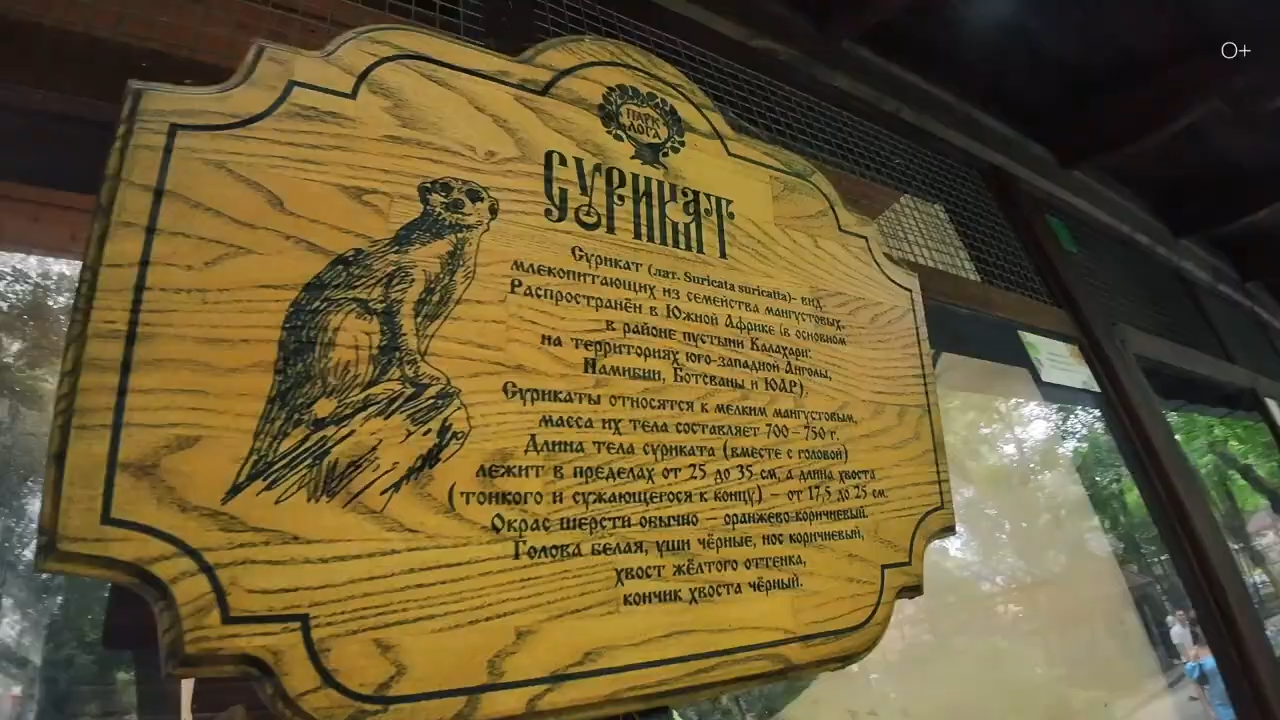 0+
ПАРК
ЛОГА
СУРИКАТ
Сурикат (лат. Suricata suricatta)- вид
млекопитающих из семейства мангустовых.
Распространён в Южной Африке (в основном
в районе пустыни Калахари:
на территориях юго-западной Анголы,
Намибии, Ботсваны и ЮАР).
Сурикаты относятся к мелким мангустовым,
масса их тела составляет 700 – 750 г.
Длина тела суриката (вместе с головой)
лежит в пределах от 25 до 35 см, а длина хвоста
(тонкого и сужающегося к концу) – от 17,5 до 25 см.
Окрас шерсти обычно – оранжево-коричневый.
Голова белая, уши чёрные, нос коричневый,
хвост жёлтого оттенка,
кончик хвоста чёрный.